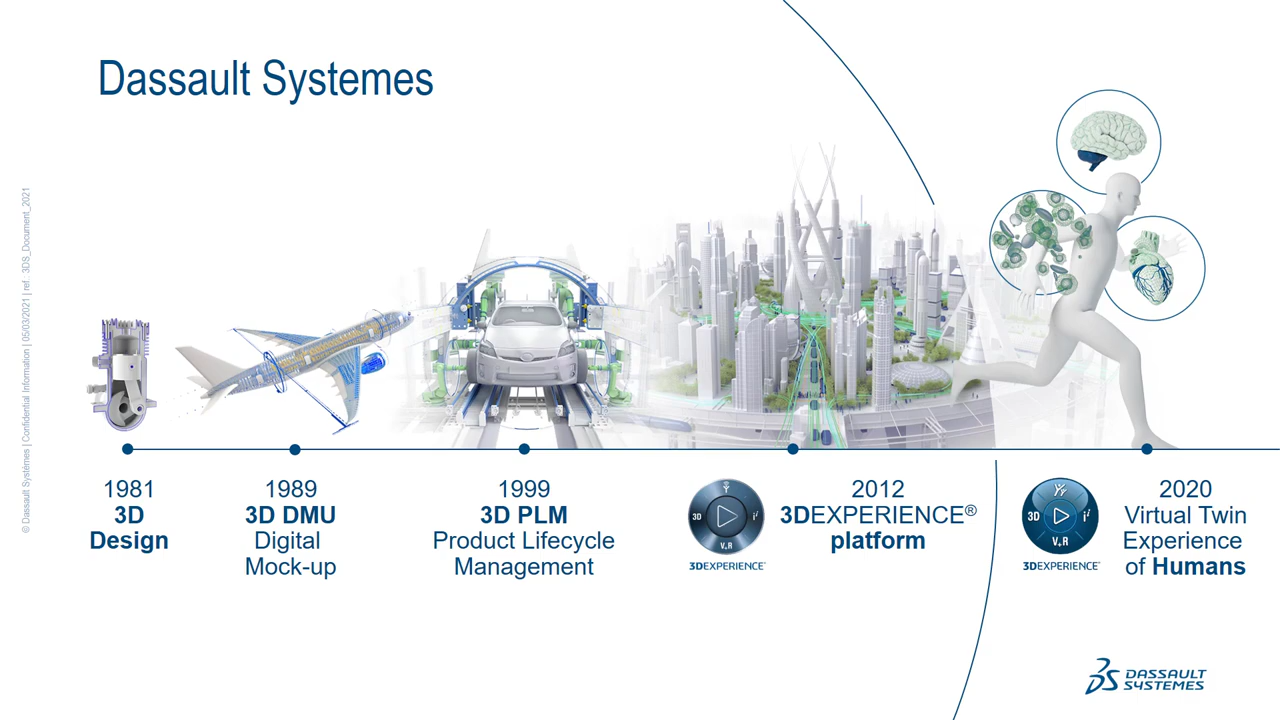 Dassault Systemes
© Dassault Systèmes | Confidential Information | 05/03/2021 | ref.: 3DS_Document_2021
1981
3D
Design
1989
3D DMU
Digital
Mock-up
1999
3D PLM
Product Lifecycle
Management
3D
i
V+R
3DEXPERIENCE
2012
3DEXPERIENCE®
platform
3D
i
V+R
3DEXPERIENCE
2020
Virtual Twin
Experience
of Humans
3DS DASSAULT
SYSTEMES